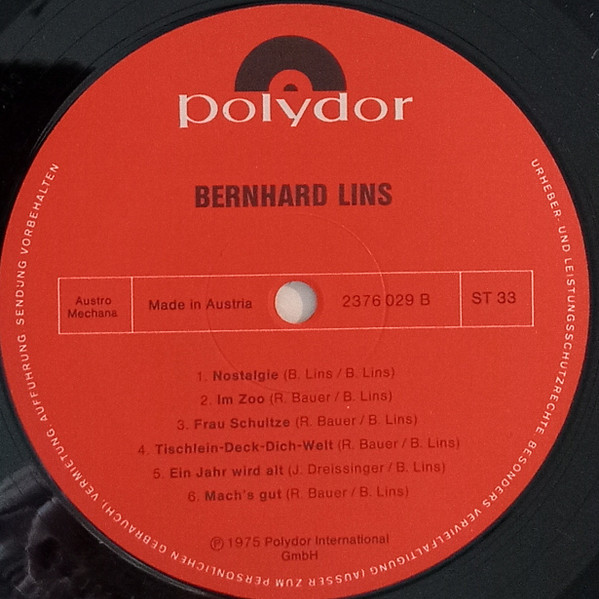 polydor
BERNHARD LINS
Austro
Mechana
Made in Austria
2376 029 B
ST 33
1. Nostalgie (B. Lins / B. Lins)
2. Im Zoo (R. Bauer / B. Lins)
3. Frau Schultze (R. Bauer / B. Lins)
4. Tischlein-Deck-Dich-Welt (R. Bauer / B. Lins)
5. Ein Jahr wird alt (J. Dreissinger / B. Lins)
6. Mach's gut (R. Bauer / B. Lins)
Ⓟ 1975 Polydor International
GmbH
URHEBER- UND LEISTUNGSSCHUTZRECHTE, BESONDERS VERVIELFÄLTIGUNG (AUSSER ZUM PERSÖNLICHEN GEBRAUCH), VERMIETUNG, AUFFÜHRUNG, SENDUNG VORBEHALTEN